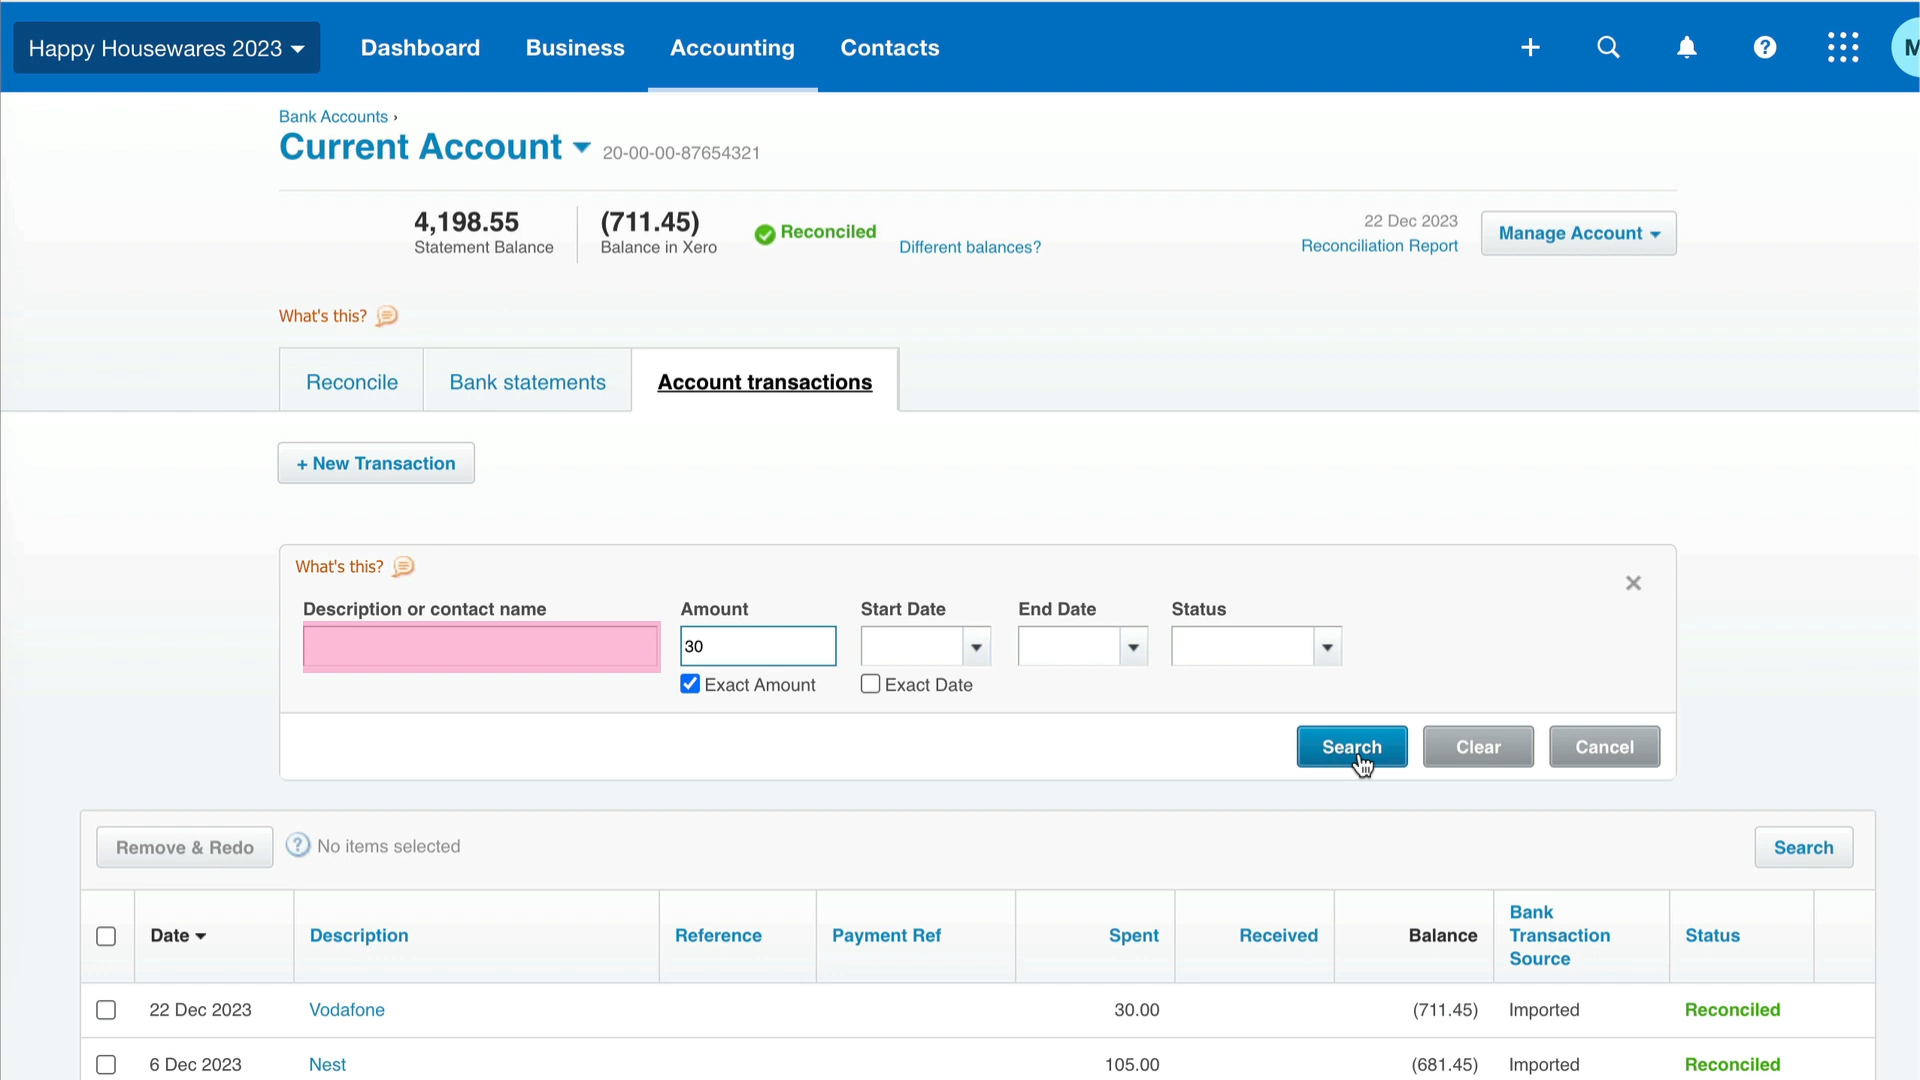 Happy Housewares 2023 Dashboard Business Accounting Contacts M
Bank Accounts ›
Current Account 20-00-00-87654321
4,198.55 (711.45) Reconciled 22 Dec 2023 Manage Account
Statement Balance Balance in Xero Different balances? Reconciliation Report
What's this?
Reconcile Bank statements Account transactions
+ New Transaction
What's this?
Description or contact name Amount Start Date End Date Status
30
Exact Amount Exact Date
Search Clear Cancel
Remove & Redo ? No items selected Search
Date Description Reference Payment Ref Spent Received Balance Bank Transaction Source Status
22 Dec 2023 Vodafone 30.00 (711.45) Imported Reconciled
6 Dec 2023 Nest 105.00 (681.45) Imported Reconciled